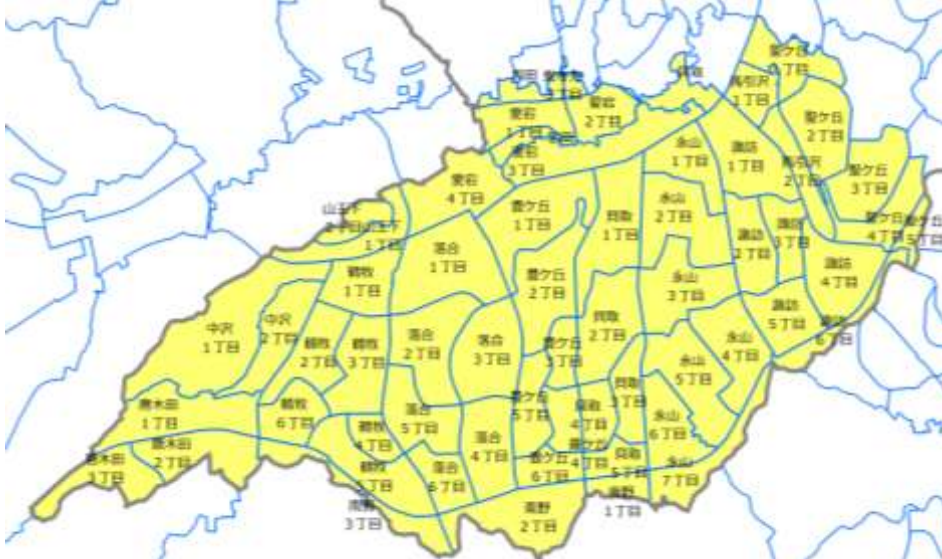 聖ケ丘
1丁目
馬引沢
1丁目
愛宕
1丁目
愛宕
2丁目
聖ケ丘
2丁目
愛宕
3丁目
永山
1丁目
諏訪
1丁目
馬引沢
2丁目
聖ケ丘
3丁目
愛宕
4丁目
山王下
2丁目
山王下
1丁目
豊ケ丘
1丁目
貝取
1丁目
永山
2丁目
聖ケ丘
4丁目
聖ケ丘
5丁目
落合
1丁目
諏訪
2丁目
諏訪
3丁目
鶴牧
1丁目
豊ケ丘
2丁目
永山
3丁目
諏訪
4丁目
中沢
1丁目
中沢
2丁目
鶴牧
2丁目
鶴牧
3丁目
落合
2丁目
落合
3丁目
豊ケ丘
3丁目
貝取
2丁目
永山
4丁目
諏訪
5丁目
諏訪
6丁目
永山
5丁目
唐木田
1丁目
鶴牧
6丁目
落合
5丁目
豊ケ丘
5丁目
貝取
4丁目
貝取
3丁目
永山
6丁目
唐木田
2丁目
唐木田
3丁目
鶴牧
4丁目
落合
4丁目
豊ケ丘
4丁目
貝取
5丁目
永山
7丁目
鶴牧
5丁目
落合
6丁目
豊ケ丘
6丁目
南野
3丁目
南野
2丁目
南野
1丁目